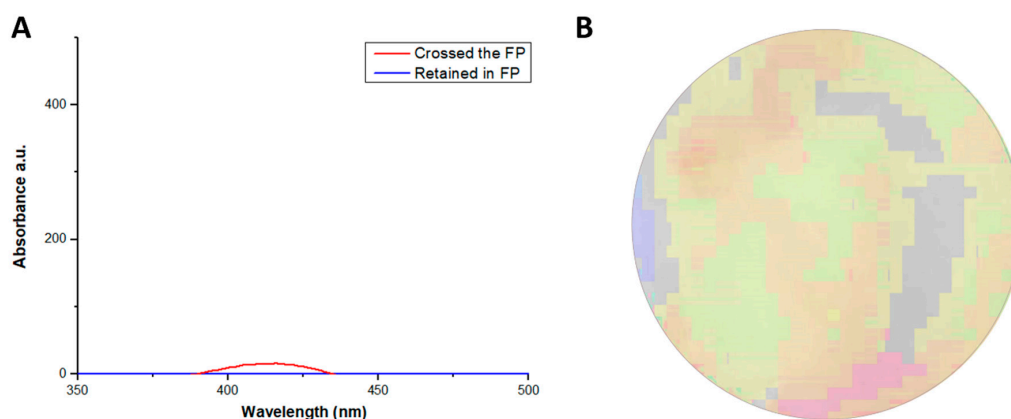 A
B
Crossed the FP
Retained in FP
Absorbance a.u.
400
200
0
350
400
450
500
Wavelength (nm)